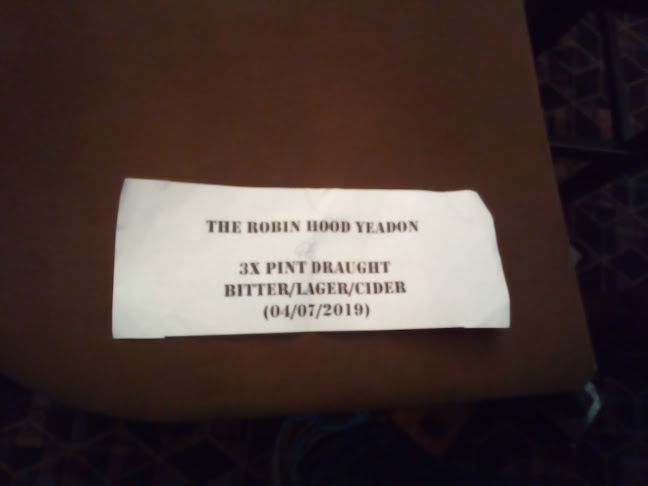 THE ROBIN HOOD YEADON
3X PINT DRAUGHT
BITTER/LAGER/CIDER
(04/07/2019)